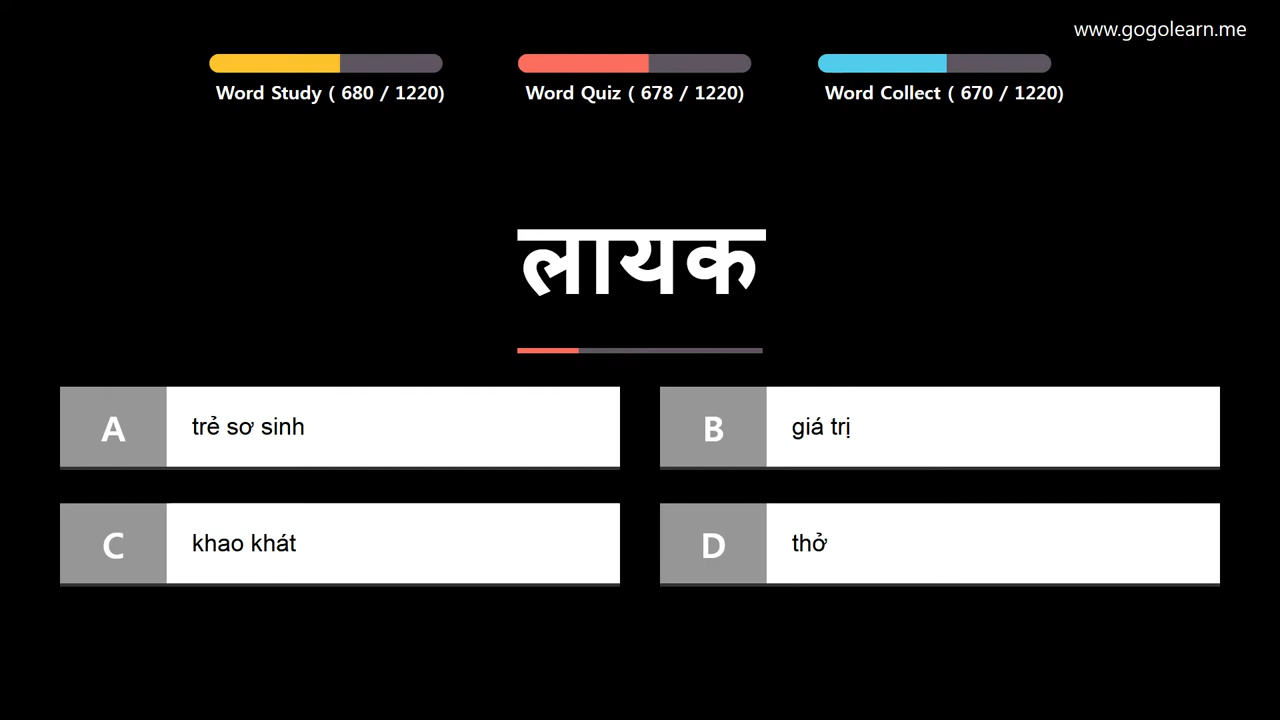 www.gogolearn.me
Word Study ( 680 / 1220)
Word Quiz ( 678 / 1220)
Word Collect ( 670 / 1220)
लायक
A
trẻ sơ sinh
B
giá trị
C
khao khát
D
thở